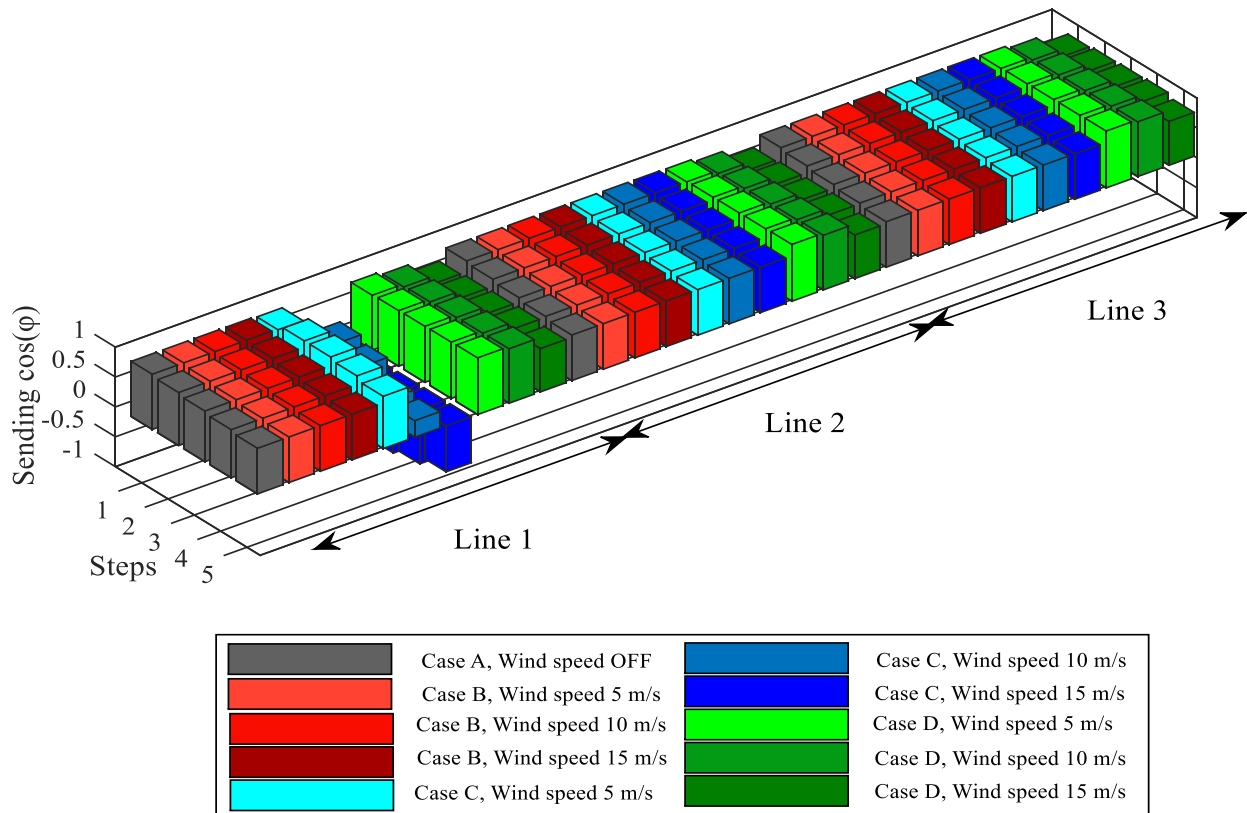 Sending cos(φ)
1
0.5
0
-0.5
-1
1
2
3
4
5
Steps
Line 1
Line 2
Line 3
Case A, Wind speed OFF
Case B, Wind speed 5 m/s
Case B, Wind speed 10 m/s
Case B, Wind speed 15 m/s
Case C, Wind speed 5 m/s
Case C, Wind speed 10 m/s
Case C, Wind speed 15 m/s
Case D, Wind speed 5 m/s
Case D, Wind speed 10 m/s
Case D, Wind speed 15 m/s